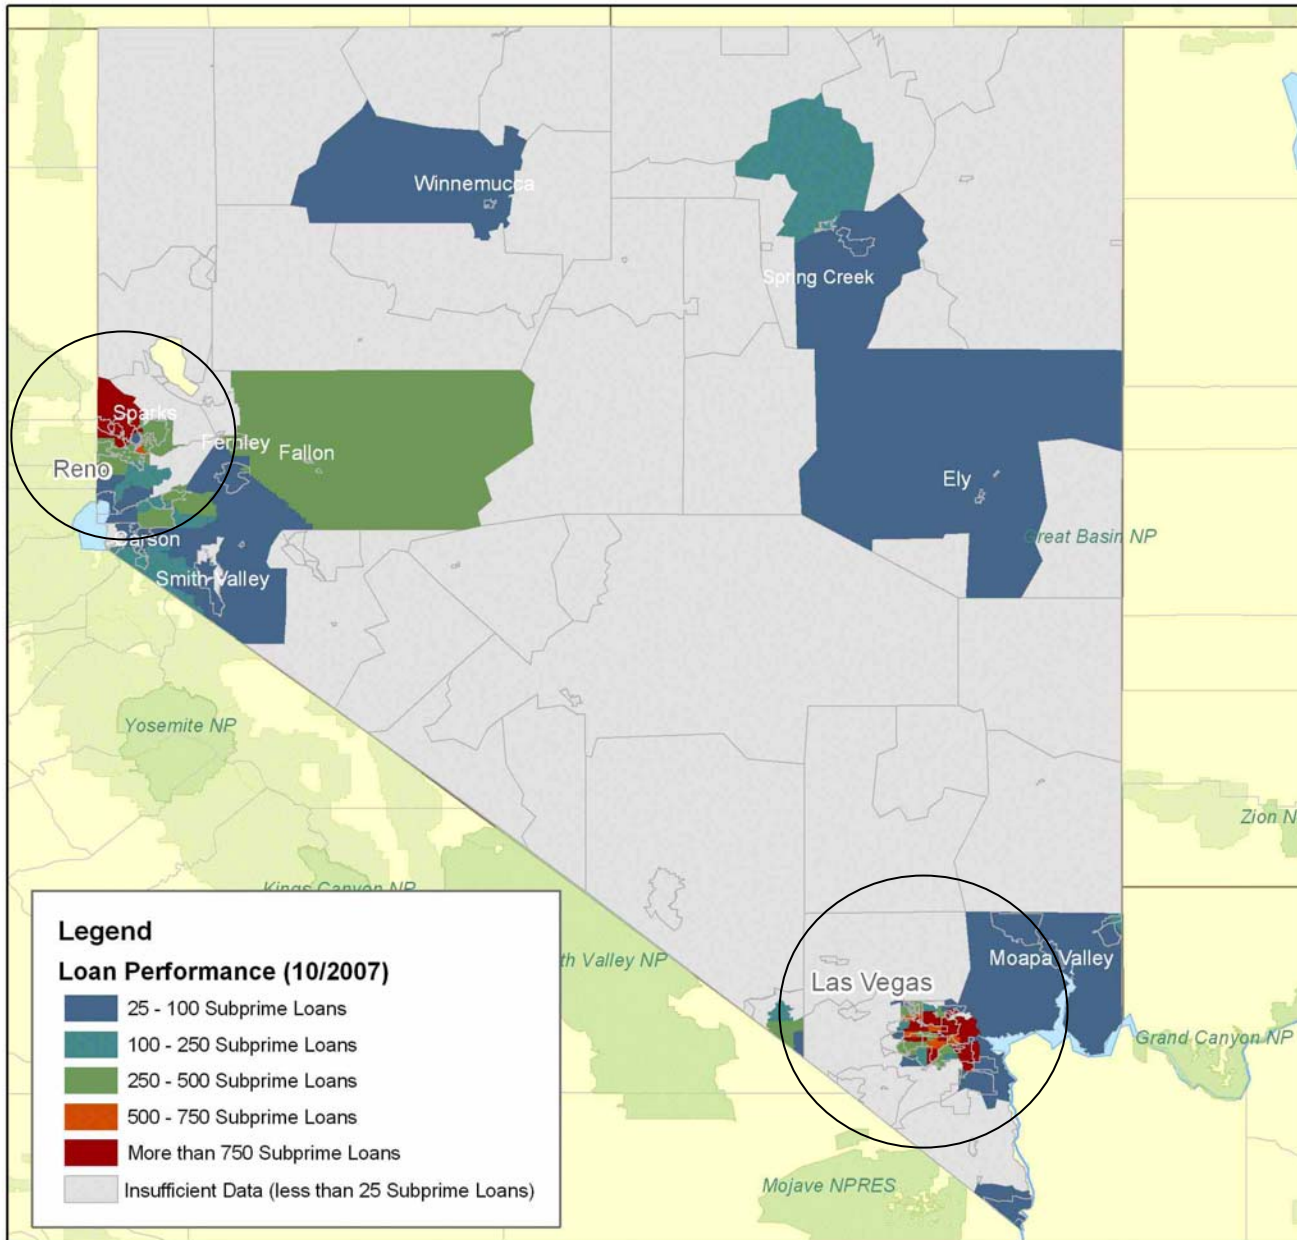 Winnemucca
Spring Creek
Sparks
Fernley
Fallon
Reno
Ely
Great Basin NP
Carson
Smith Valley
Yosemite NP
Zion N
Kings Canyon NP
th Valley NP
Moapa Valley
Las Vegas
Grand Canyon NP
Mojave NPRES
Legend
Loan Performance (10/2007)
25 - 100 Subprime Loans
100 - 250 Subprime Loans
250 - 500 Subprime Loans
500 - 750 Subprime Loans
More than 750 Subprime Loans
Insufficient Data (less than 25 Subprime Loans)